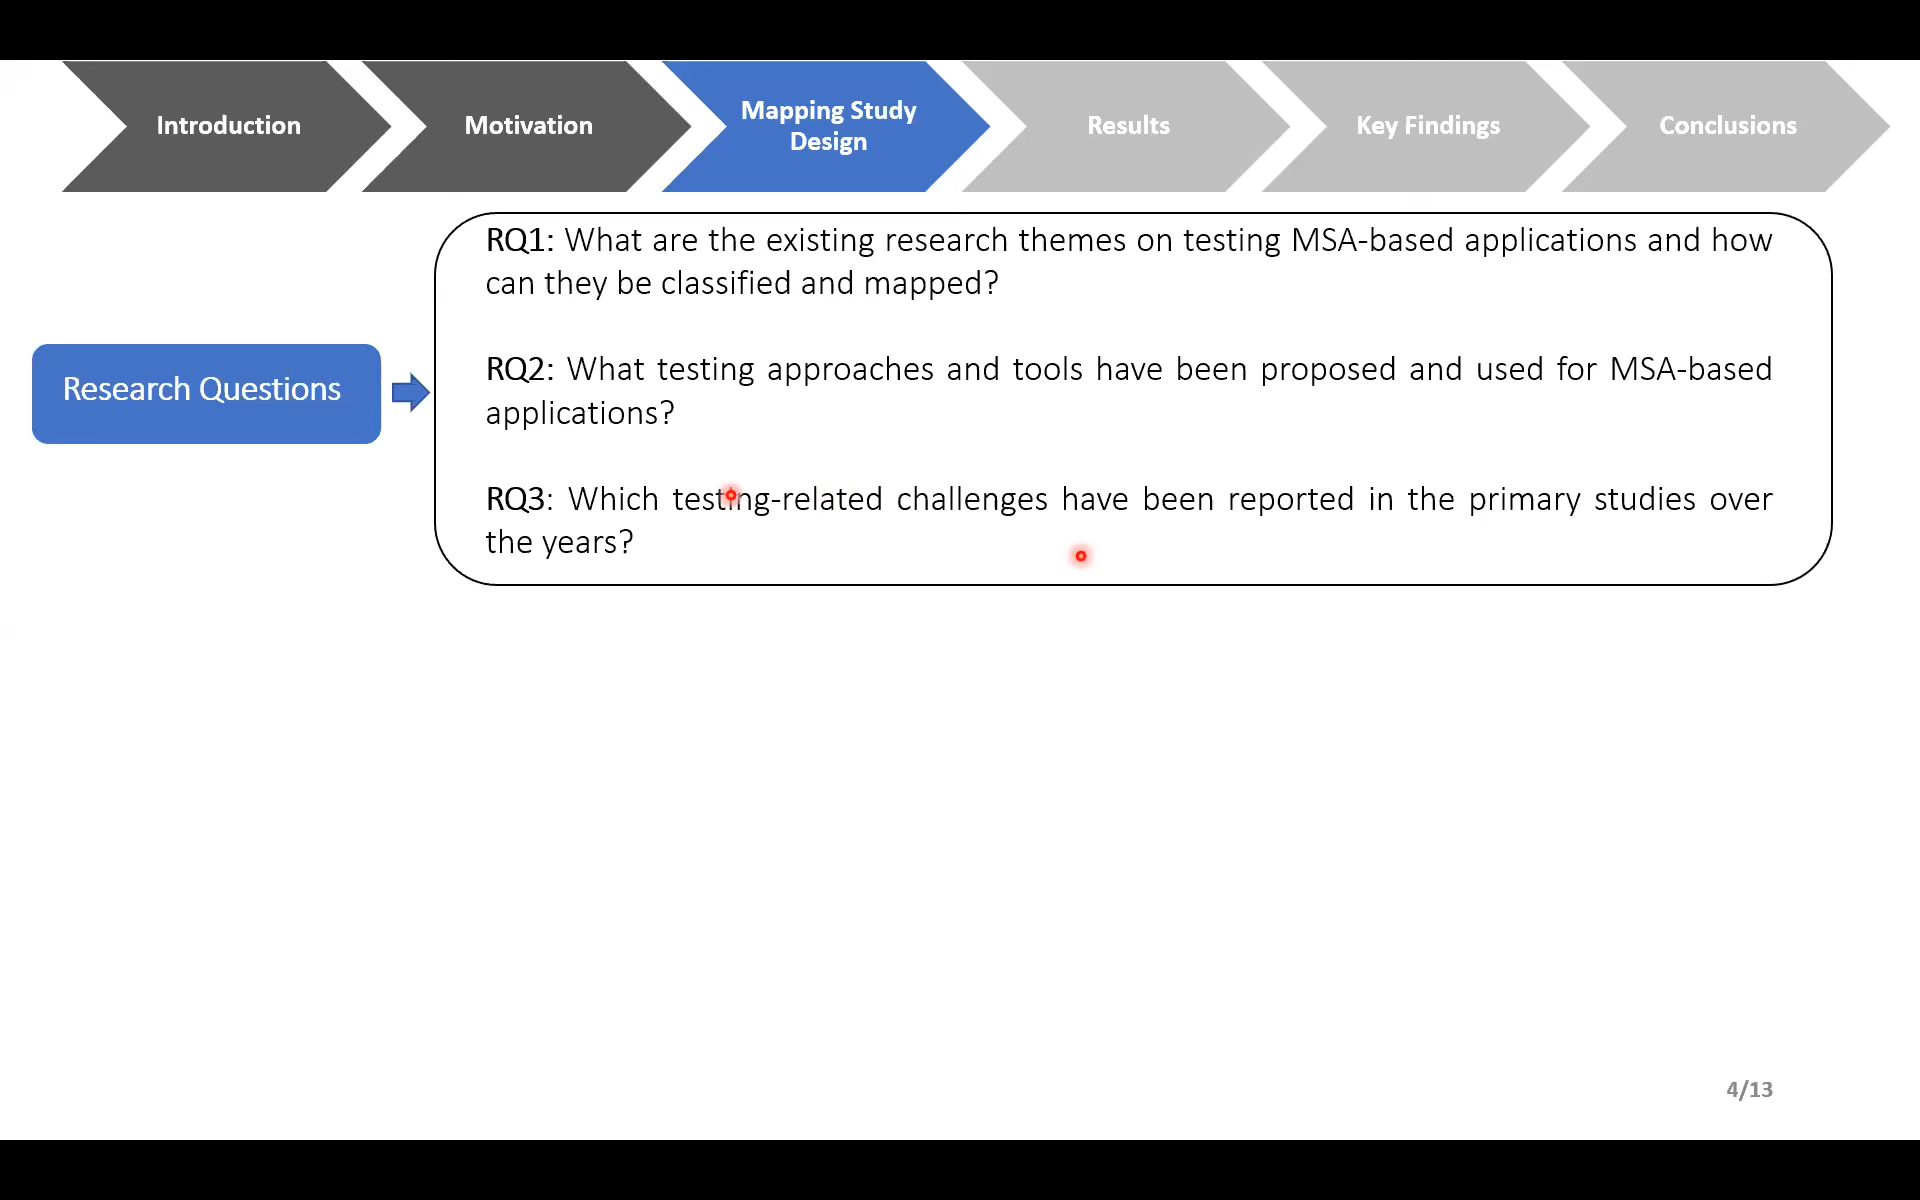 Introduction
Motivation
Mapping Study
Design
Results
Key Findings
Conclusions
Research Questions
RQ1: What are the existing research themes on testing MSA-based applications and how
can they be classified and mapped?
RQ2: What testing approaches and tools have been proposed and used for MSA-based
applications?
RQ3: Which testing-related challenges have been reported in the primary studies over
the years?
4/13